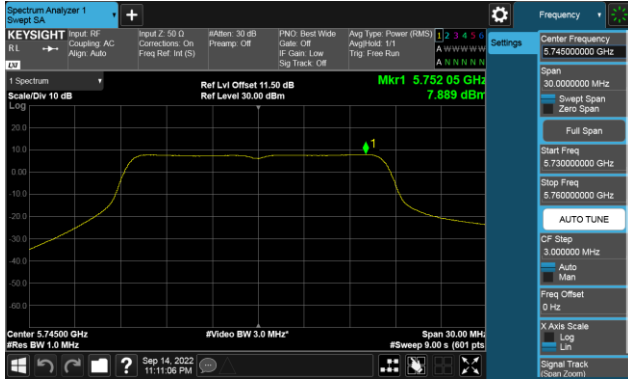 Spectrum Analyzer 1
Swept SA
Frequency
KEYSIGHT
RL
LXI
Input: RF
Coupling: AC
Align: Auto
Input Z: 50 Ω
Corrections: On
Freq Ref: Int (S)
#Atten: 30 dB
Preamp: Off
PNO: Best Wide
Gate: Off
IF Gain: Low
Sig Track: Off
Avg Type: Power (RMS)
Avg|Hold: 1/1
Trig: Free Run
1 2 3 4 5 6
A W W W W W
A N N N N N
1 Spectrum
Scale/Div 10 dB
Log
Ref Lvl Offset 11.50 dB
Ref Level 30.00 dBm
Mkr1 5.752 05 GHz
7.889 dBm
20.0
10.0
0.00
-10.0
-20.0
-30.0
-40.0
-50.0
-60.0
1
Center 5.74500 GHz
#Res BW 1.0 MHz
#Video BW 3.0 MHz*
Span 30.00 MHz
#Sweep 9.00 s (601 pts
Sep 14, 2022
11:11:06 PM
Settings
Center Frequency
5.745000000 GHz
Span
30.0000000 MHz
Swept Span
Zero Span
Full Span
Start Freq
5.730000000 GHz
Stop Freq
5.760000000 GHz
AUTO TUNE
CF Step
3.000000 MHz
Auto
Man
Freq Offset
0 Hz
X Axis Scale
Log
Lin
Signal Track
(Span Zoom)